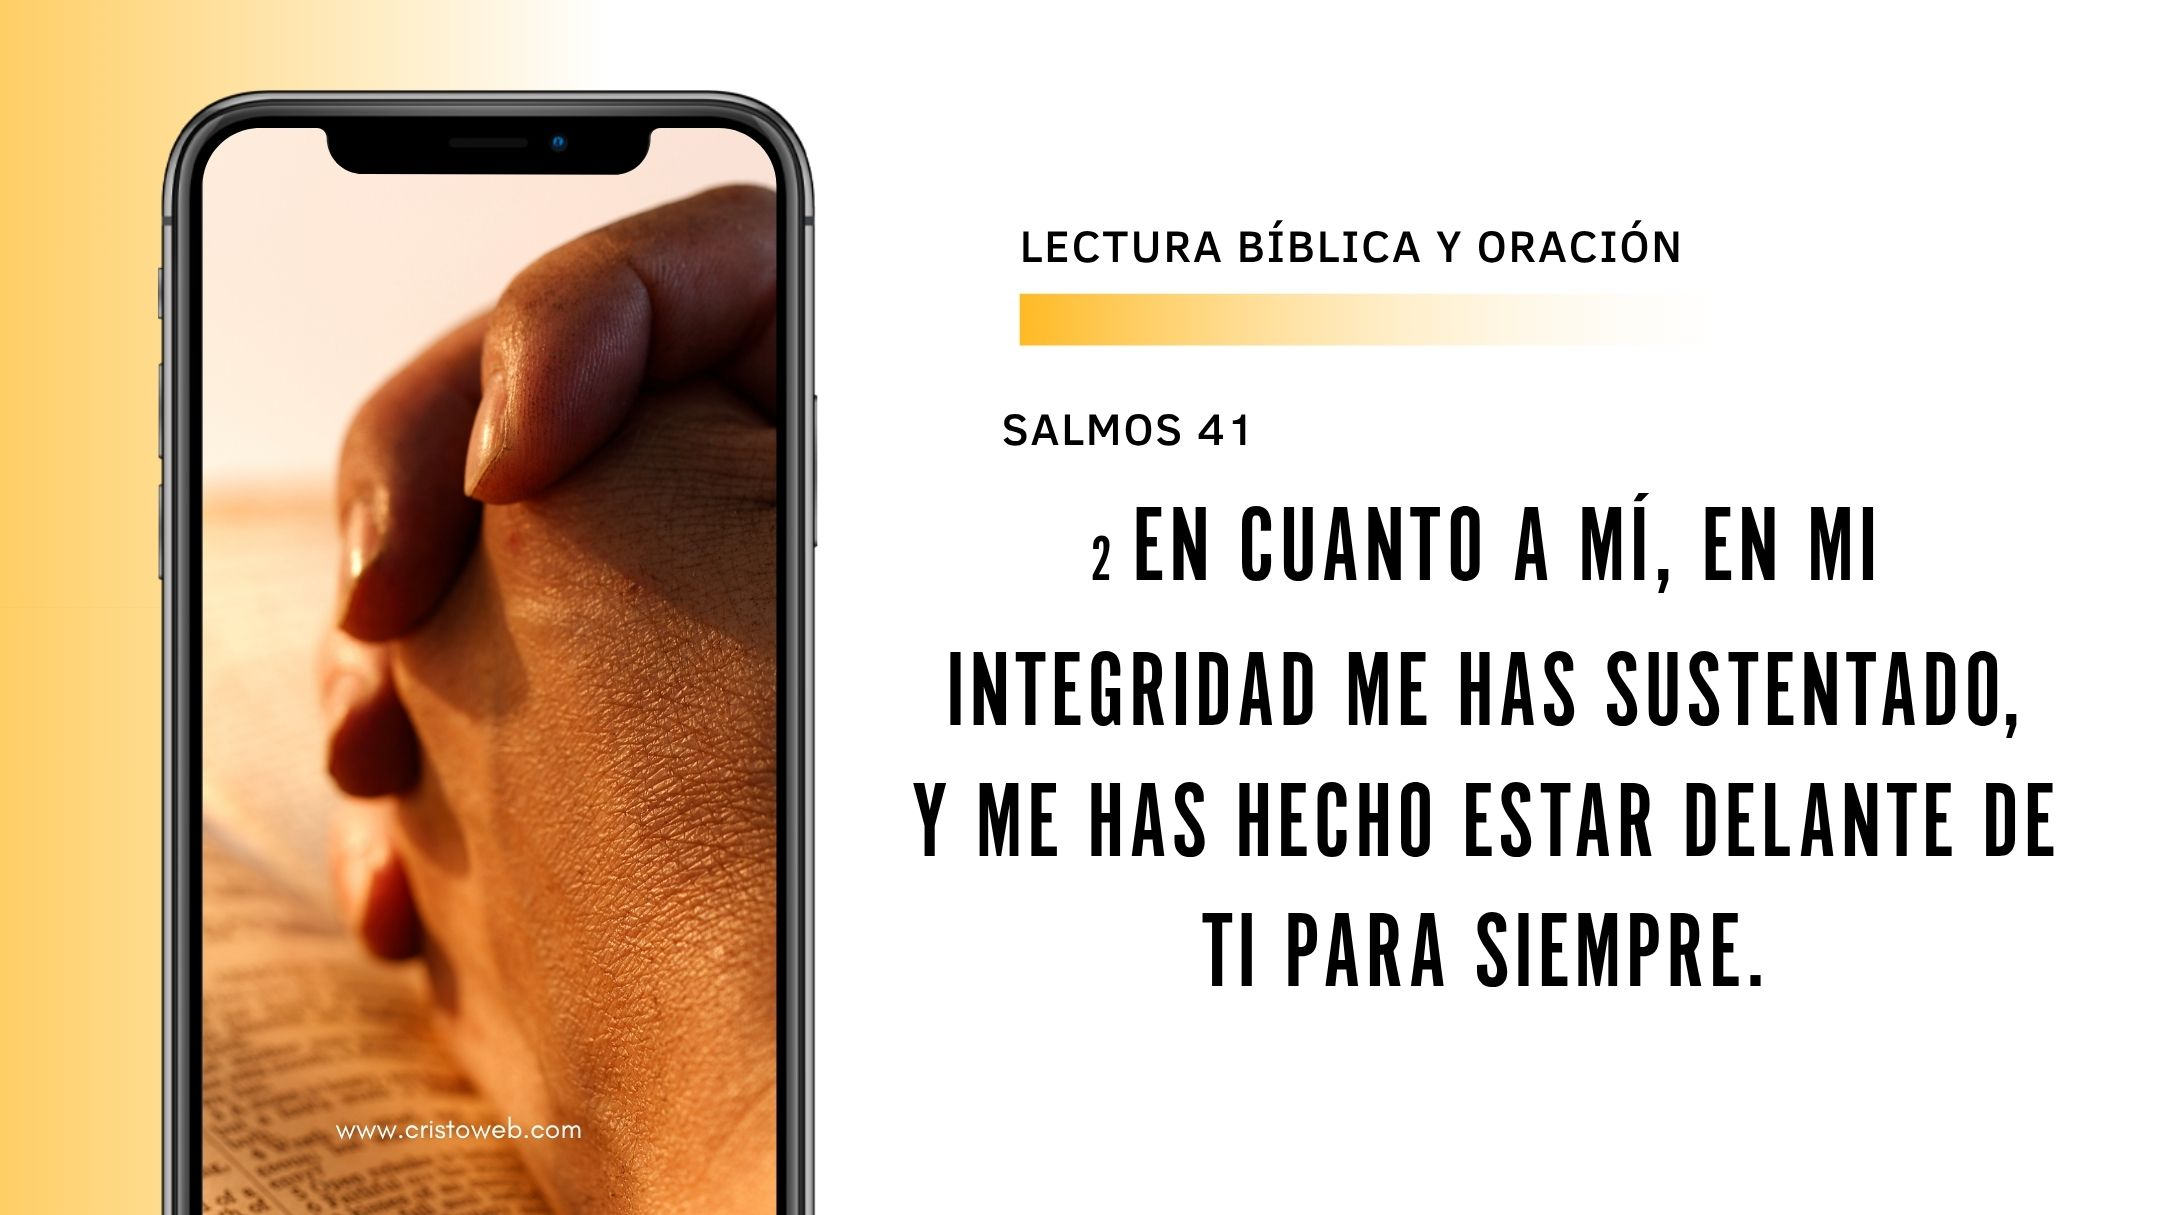 LECTURA BÍBLICA Y ORACIÓN
SALMOS 41
2 EN CUANTO A MÍ, EN MI
INTEGRIDAD ME HAS SUSTENTADO,
Y ME HAS HECHO ESTAR DELANTE DE
TI PARA SIEMPRE.
www.cristoweb.com